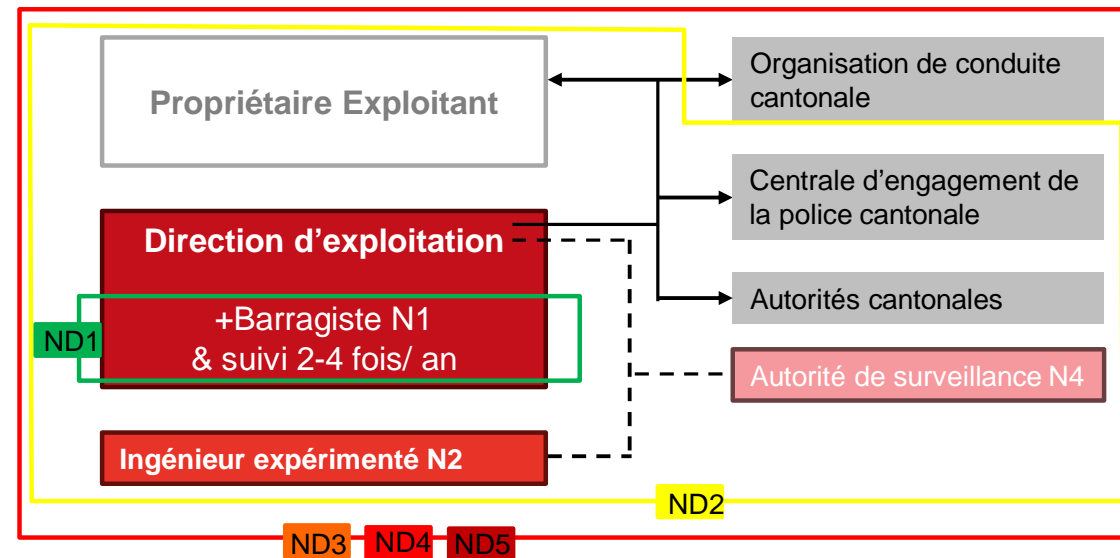 Propriétaire Exploitant
Organisation de conduite
cantonale
Centrale d'engagement de
la police cantonale
Direction d'exploitation
Autorités cantonales
+Barragiste N1
& suivi 2-4 fois/ an
ND1
Autorité de surveillance N4
Ingénieur expérimenté N2
ND2
ND3
ND4
ND5